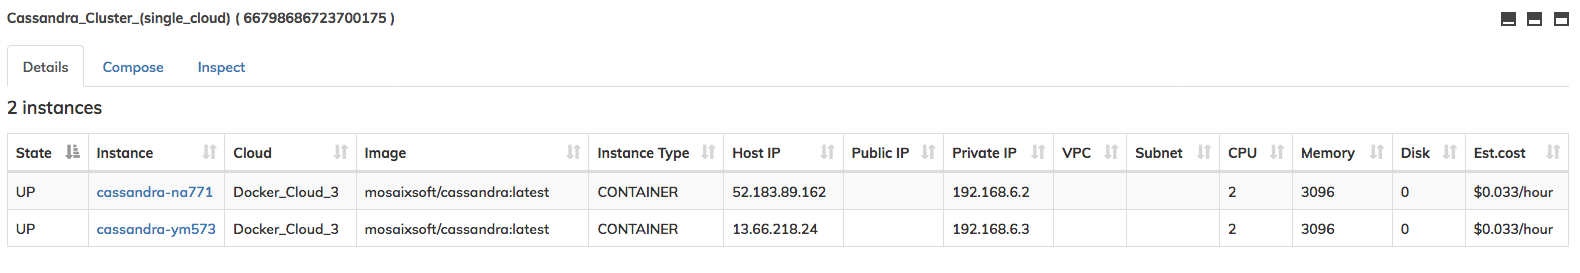 Cassandra_Cluster_(single_cloud) ( 66798686723700175 )
Details Compose Inspect
2 instances
State Instance Cloud Image Instance Type Host IP Public IP Private IP VPC Subnet CPU Memory Disk Est.cost
UP cassandra-na771 Docker_Cloud_3 mosaixsoft/cassandra:latest CONTAINER 52.183.89.162 192.168.6.2 2 3096 0 $0.033/hour
UP cassandra-ym573 Docker_Cloud_3 mosaixsoft/cassandra:latest CONTAINER 13.66.218.24 192.168.6.3 2 3096 0 $0.033/hour